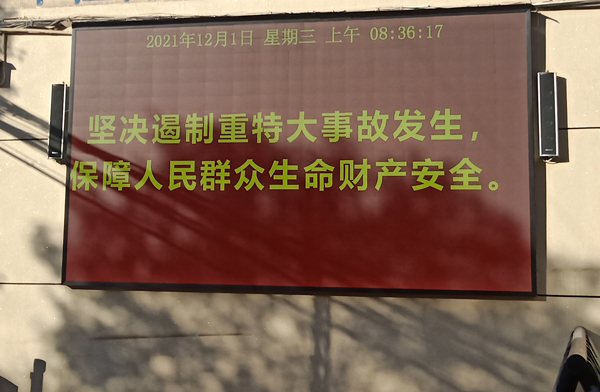 2021年12月1日 星期三 上午 08:36:17
坚决遏制重特大事故发生，
保障人民群众生命财产安全。